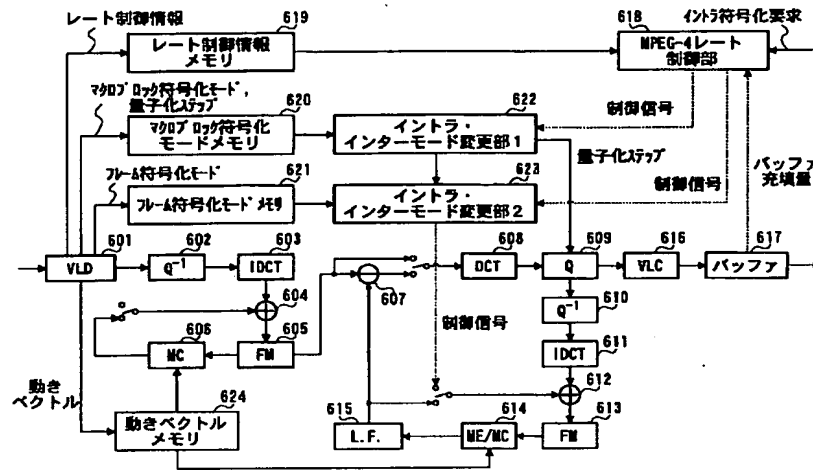 レート制御情報
619
レート制御情報
メモリ
618
イントラ符号化要求
MPEG-4レート
制御部
マクロブロック符号化モード,
量子化ステップ
620
マクロブロック符号化
モードメモリ
622
イントラ・
インターモード変更部1
制御信号
量子化ステップ
フレーム符号化モード
621
フレーム符号化モードメモリ
623
イントラ・
インターモード変更部2
制御信号
バッファ
充填量
601
VLD
602
Q⁻¹
603
IDCT
608
DCT
609
Q
616
VLC
617
バッファ
607
604
606
MC
605
FM
制御信号
610
Q⁻¹
611
IDCT
動き
ベクトル
624
動きベクトル
メモリ
615
L.F.
614
ME/MC
612
613
FM